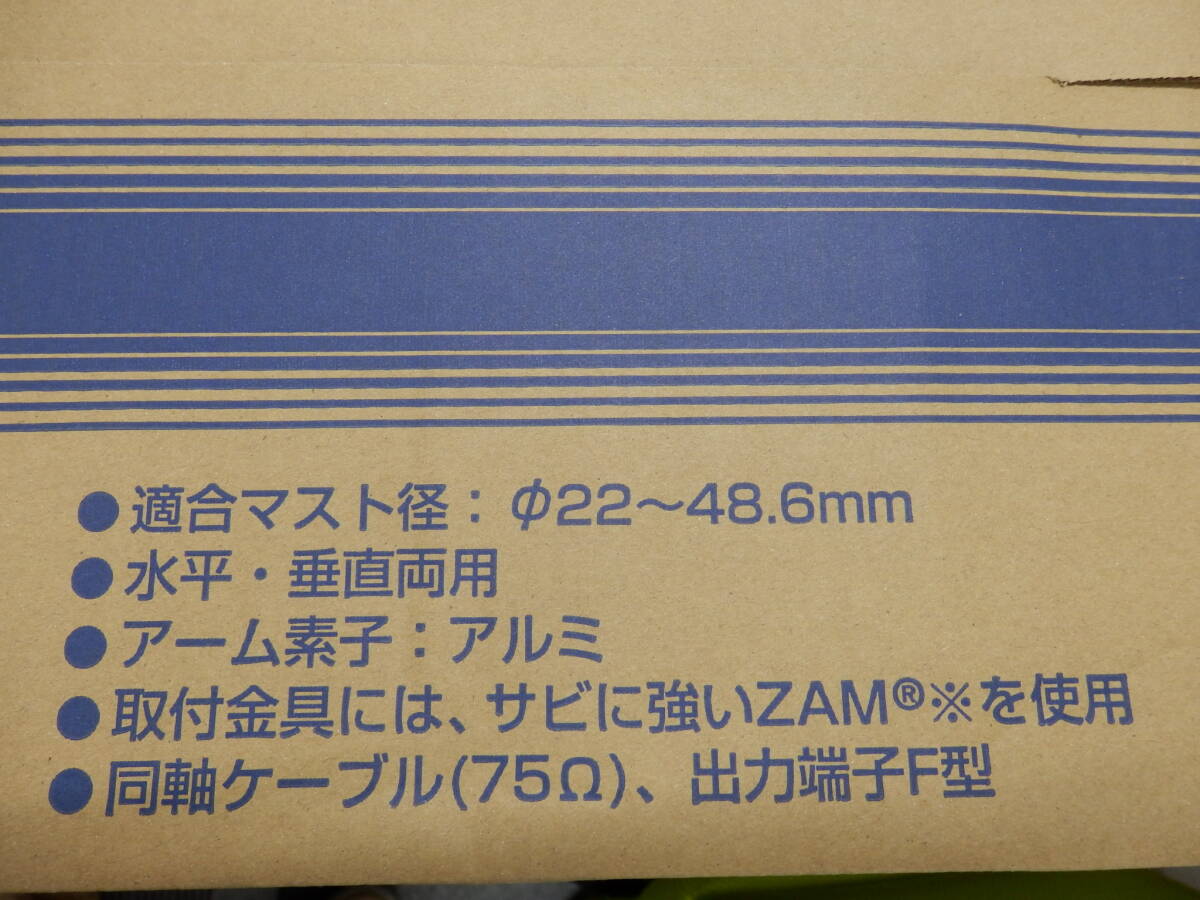 ●適合マスト径：φ22～48.6mm
●水平・垂直両用
●アーム素子：アルミ
●取付金具には、サビに強いZAM®※を使用
●同軸ケーブル(75Ω)、出力端子F型